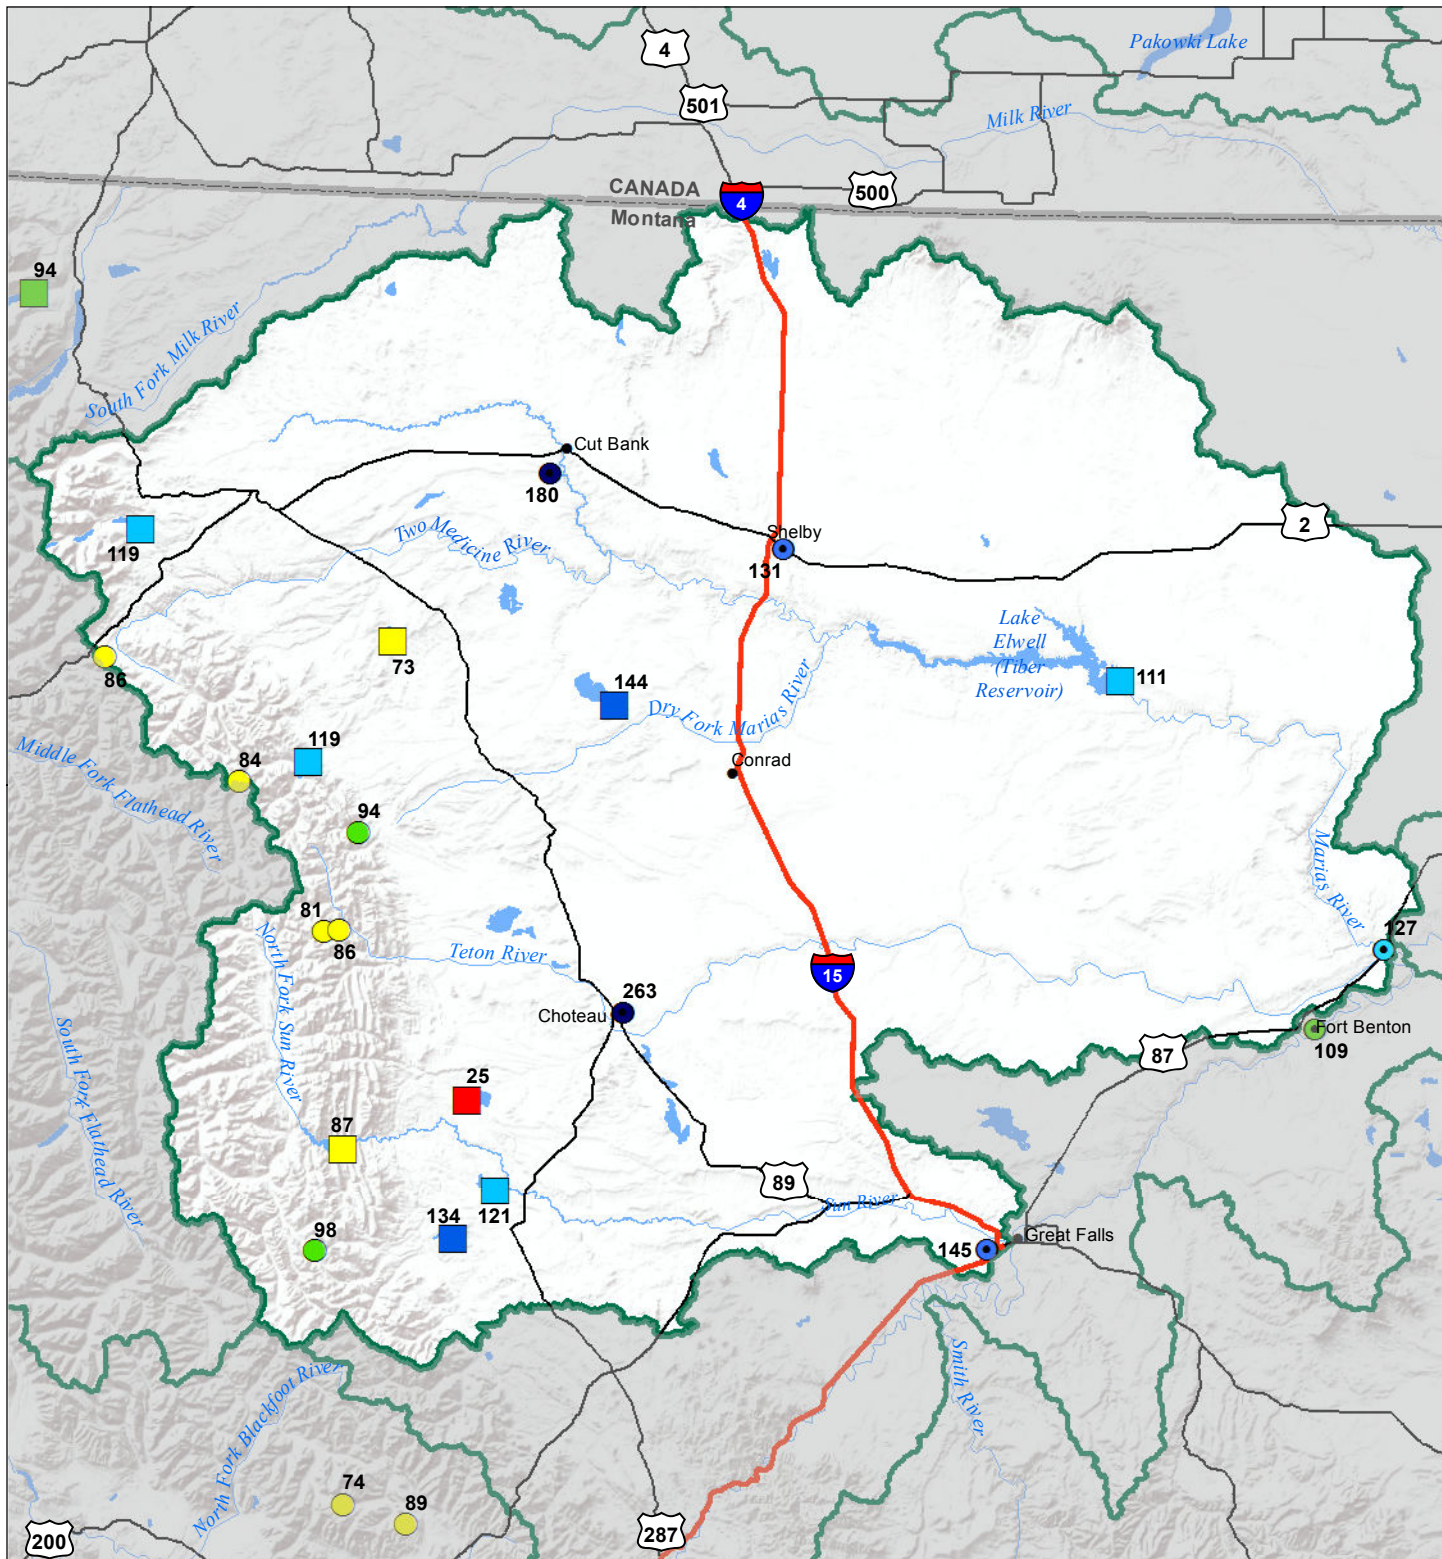 4
Pakowki Lake
501
Milk River
CANADA
500
4
Montana
94
South Fork Milk River
Cut Bank
180
Two Medicine River
119
Shelby
131
2
Lake
Elwell
(Tiber
Reservoir)
73
86
144
111
Dry Fork Marias River
119
Middle Fork Flathead River
84
Conrad
94
Marias River
81
86
127
North Fork Sun River
Teton River
15
263
Choteau
Fort Benton
109
87
South Fork Flathead River
25
87
89
121
Sun River
134
98
145
Great Falls
Smith River
North Fork Blackfoot River
74
89
200
287